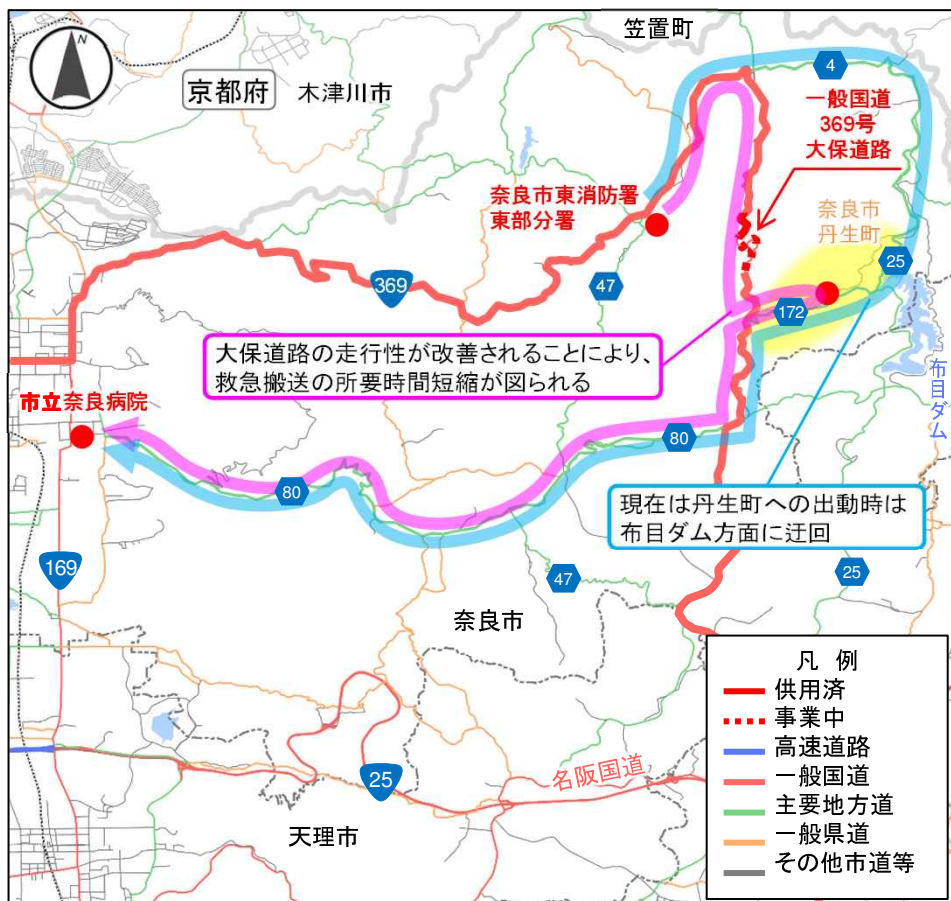 N
笠置町
京都府
木津川市
4
一般国道
369号
大保道路
奈良市東消防署
東部分署
奈良市
丹生町
25
369
47
172
大保道路の走行性が改善されることにより、
救急搬送の所要時間短縮が図られる
市立奈良病院
布目ダム
80
80
現在は丹生町への出動時は
布目ダム方面に迂回
169
47
25
奈良市
凡 例
供用済
事業中
高速道路
一般国道
主要地方道
一般県道
その他市道等
25
名阪国道
天理市